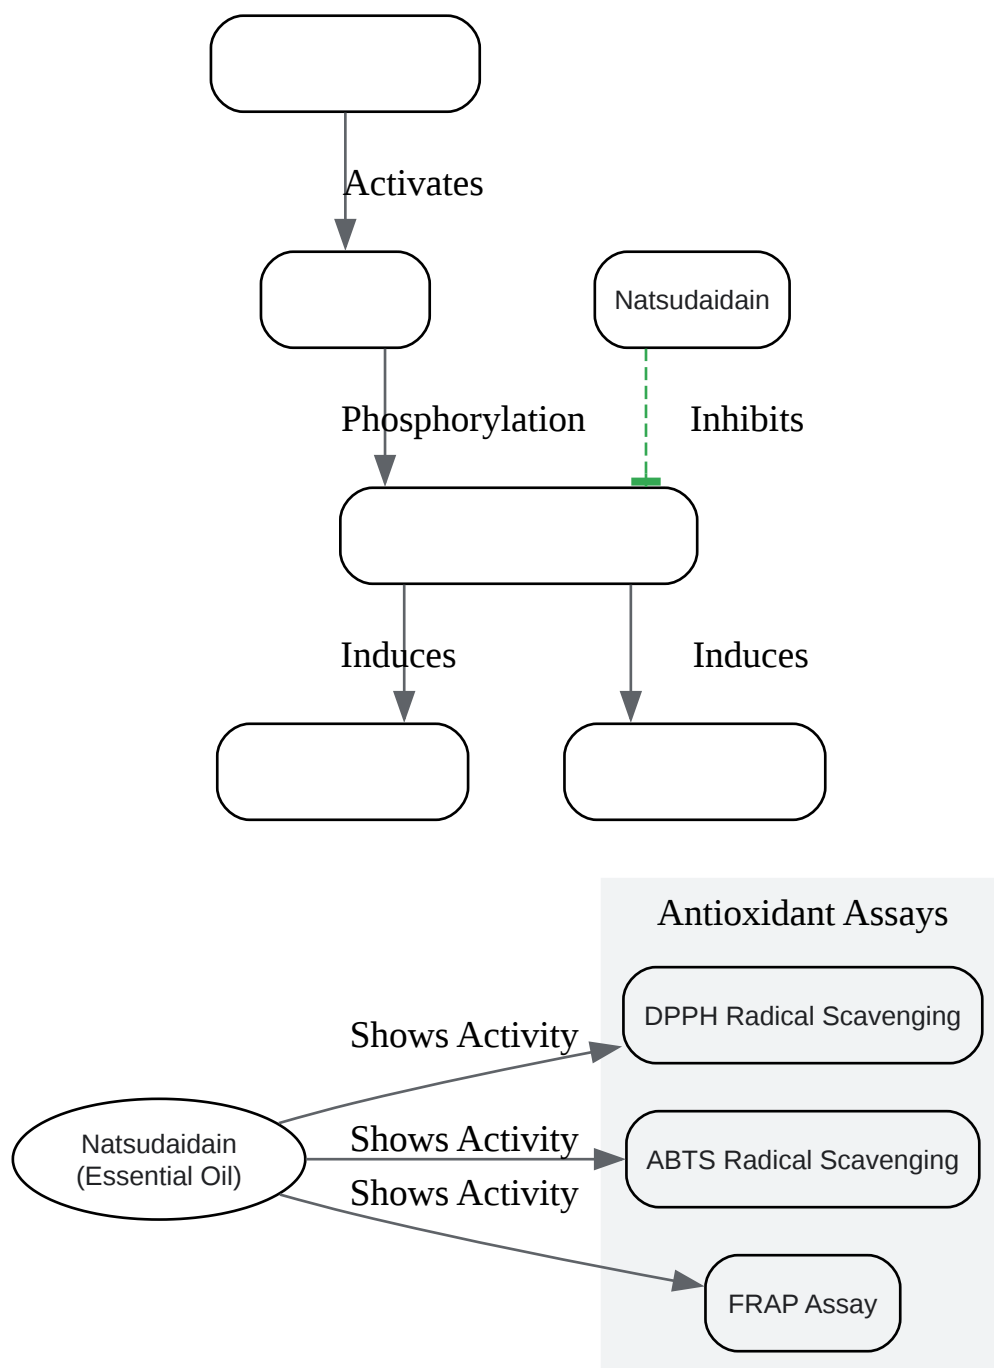 Activates
Natsudaidain
Phosphorylation
Inhibits
Induces
Induces
Antioxidant Assays
DPPH Radical Scavenging
Shows Activity
Natsudaidain
(Essential Oil)
Shows Activity
ABTS Radical Scavenging
Shows Activity
FRAP Assay